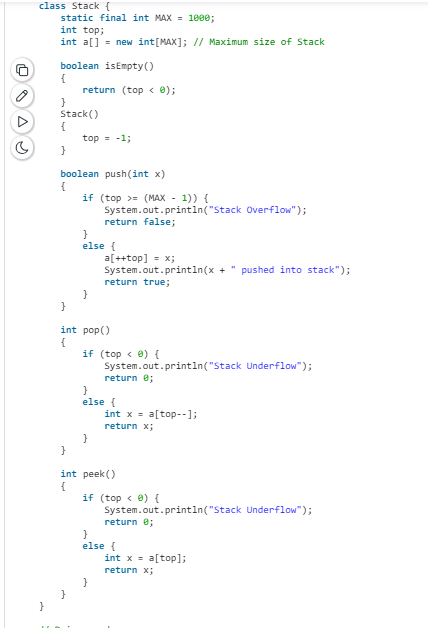 class Stack {
    static final int MAX = 1000;
    int top;
    int a[] = new int[MAX]; // Maximum size of Stack

    boolean isEmpty()
    {
        return (top < 0);
    }
    Stack()
    {
        top = -1;
    }

    boolean push(int x)
    {
        if (top >= (MAX - 1)) {
            System.out.println("Stack Overflow");
            return false;
        }
        else {
            a[++top] = x;
            System.out.println(x + " pushed into stack");
            return true;
        }
    }

    int pop()
    {
        if (top < 0) {
            System.out.println("Stack Underflow");
            return 0;
        }
        else {
            int x = a[top--];
            return x;
        }
    }

    int peek()
    {
        if (top < 0) {
            System.out.println("Stack Underflow");
            return 0;
        }
        else {
            int x = a[top];
            return x;
        }
    }
}